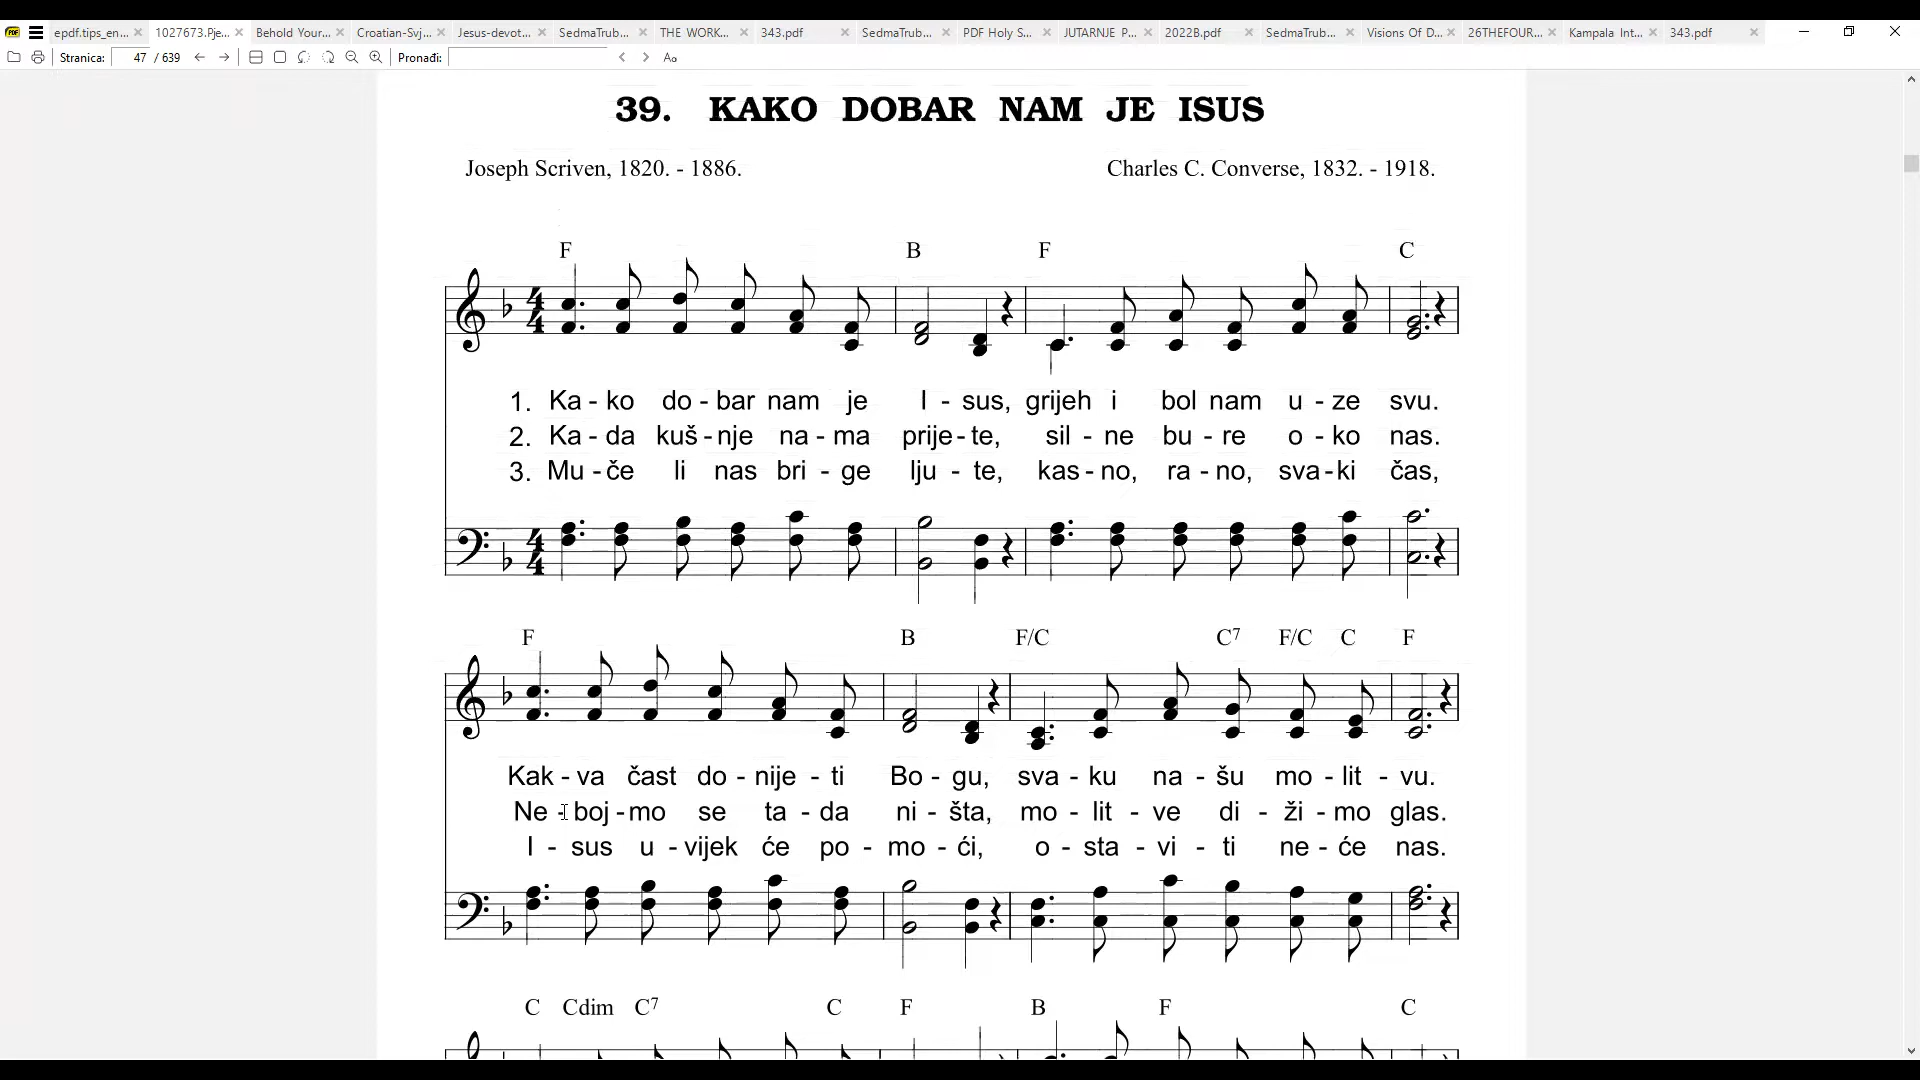 epdf.tips_en... 1027673.Pje... Behold Your... Croatian-Svj... Jesus-devot... SedmaTrub... THE WORK... 343.pdf SedmaTrub... PDF Holy S... JUTARNJE P... 2022B.pdf SedmaTrub... Visions Of D... 26THEFOUR... Kampala Int... 343.pdf
Stranica: 47 / 639 Pronađi: Aa
39. KAKO DOBAR NAM JE ISUS
Joseph Scriven, 1820. - 1886. Charles C. Converse, 1832. - 1918.
F B F C
1. Ka - ko do - bar nam je I - sus, grijeh i bol nam u - ze svu.
2. Ka - da kuš - nje na - ma prije - te, sil - ne bu - re o - ko nas.
3. Mu - če li nas bri - ge lju - te, kas - no, ra - no, sva - ki čas,
F B F/C C7 F/C C F
Kak - va čast do - nije - ti Bo - gu, sva - ku na - šu mo - lit - vu.
Ne - boj - mo se ta - da ni - šta, mo - lit - ve di - ži - mo glas.
I - sus u - vijek će po - mo - ći, o - sta - vi - ti ne - će nas.
C Cdim C7 C F B F C